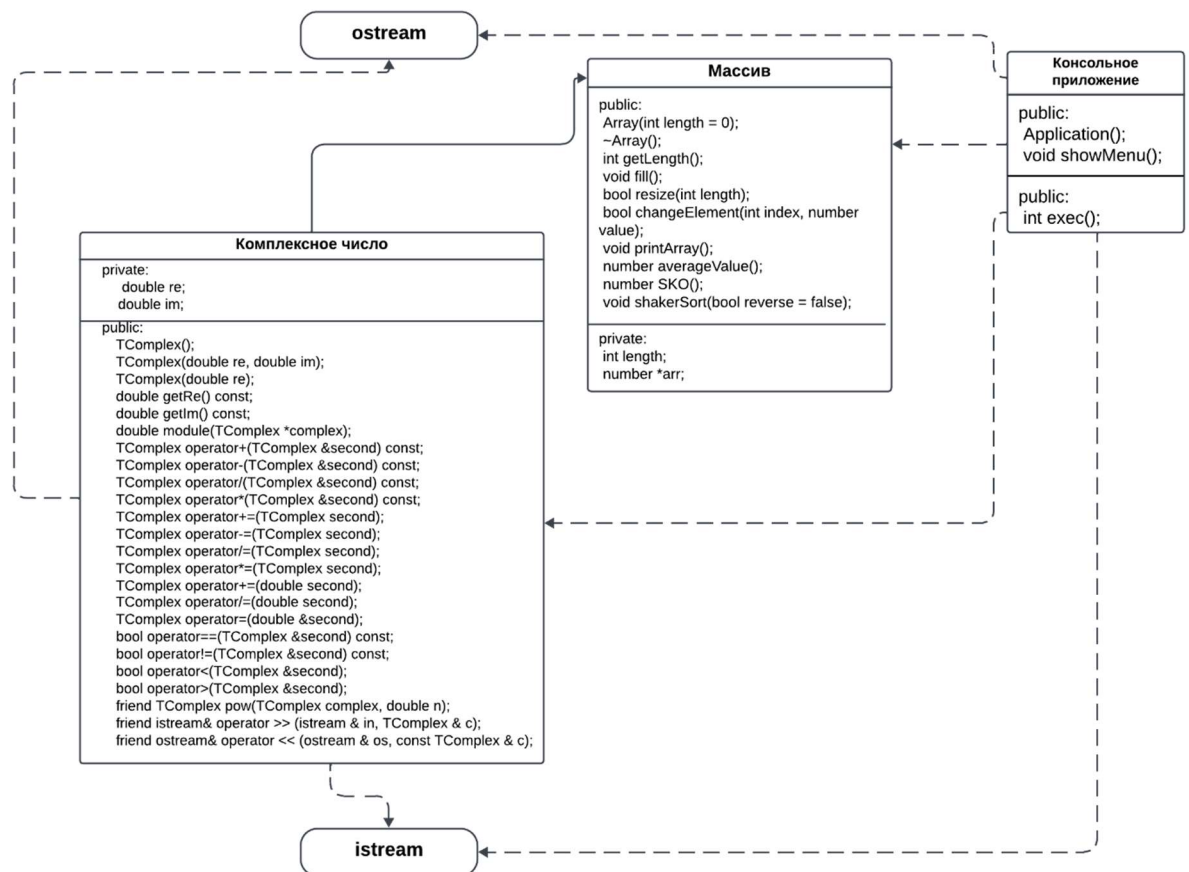 ostream
Массив
public:
Array(int length = 0);
~Array();
int getLength();
void fill();
bool resize(int length);
bool changeElement(int index, number
value);
void printArray();
number averageValue();
number SKO();
void shakerSort(bool reverse = false);
private:
int length;
number *arr;
Консольное
приложение
public:
Application();
void showMenu();
public:
int exec();
Комплексное число
private:
double re;
double im;
public:
TComplex();
TComplex(double re, double im);
TComplex(double re);
double getRe() const;
double getIm() const;
double module(TComplex *complex);
TComplex operator+(TComplex &second) const;
TComplex operator-(TComplex &second) const;
TComplex operator/(TComplex &second) const;
TComplex operator*(TComplex &second) const;
TComplex operator+=(TComplex second);
TComplex operator-=(TComplex second);
TComplex operator/=(TComplex second);
TComplex operator*=(TComplex second);
TComplex operator+=(double second);
TComplex operator/=(double second);
TComplex operator=(double &second);
bool operator==(TComplex &second) const;
bool operator!=(TComplex &second) const;
bool operator<(TComplex &second);
bool operator>(TComplex &second);
friend TComplex pow(TComplex complex, double n);
friend istream& operator >> (istream & in, TComplex & c);
friend ostream& operator << (ostream & os, const TComplex & c);
istream